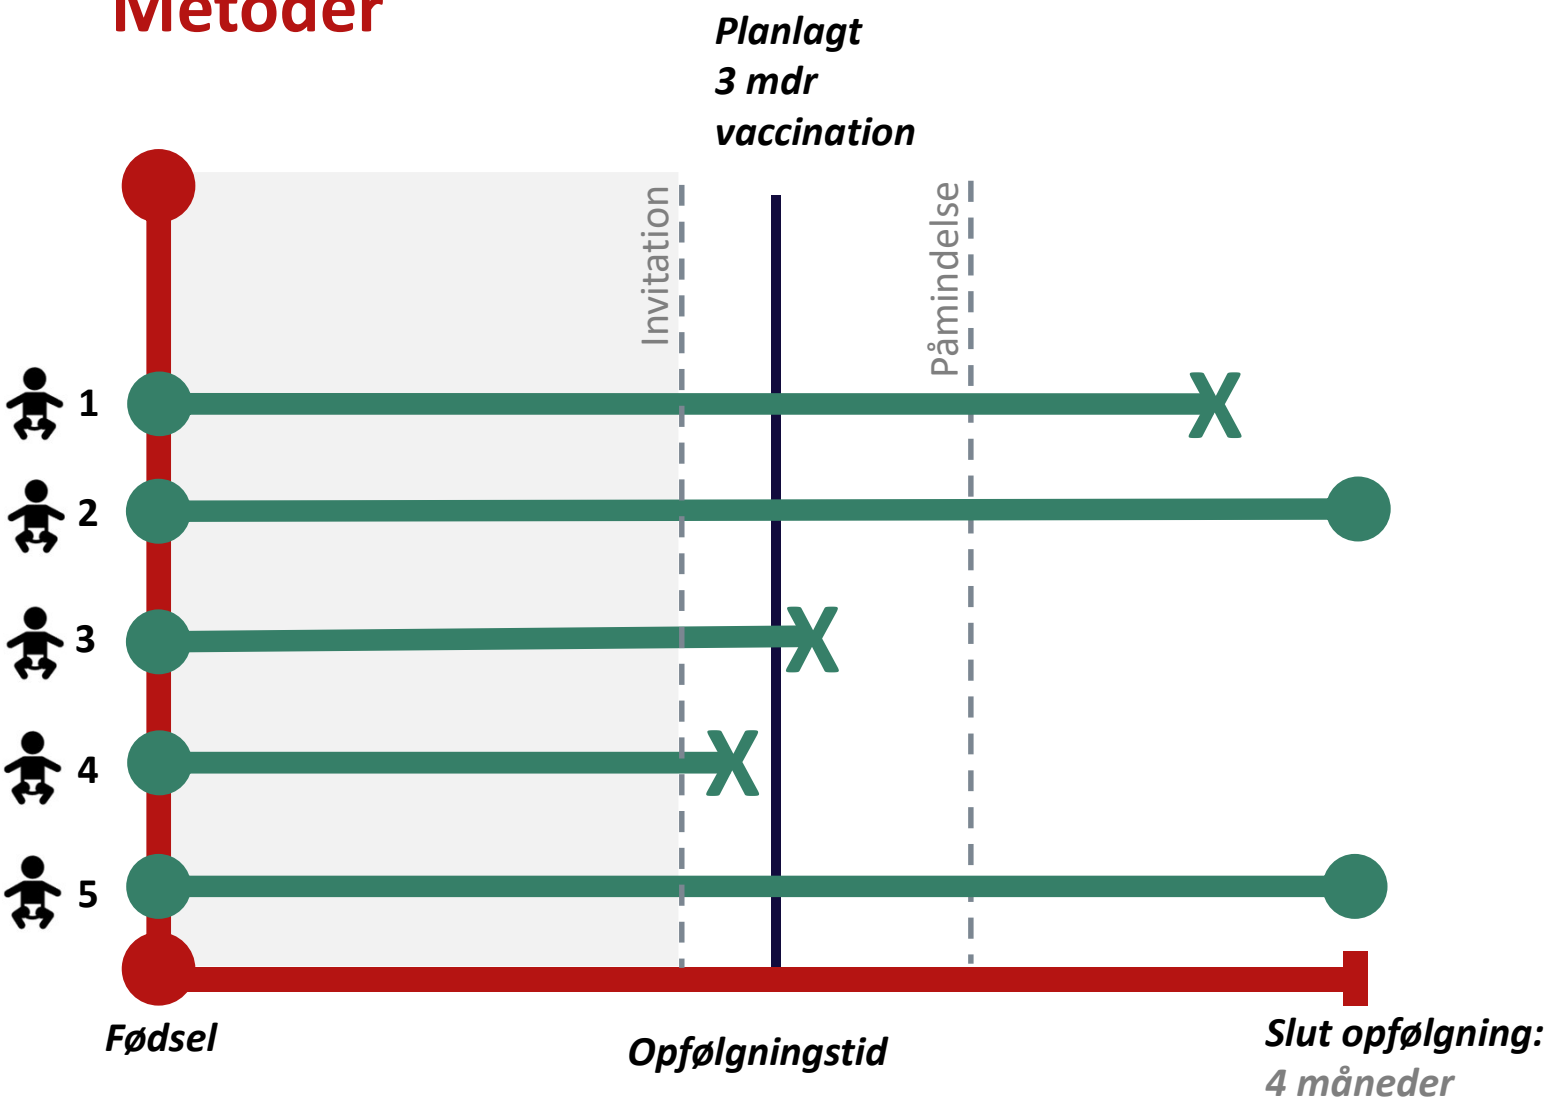 Metoder
Planlagt
3 mdr
vaccination
Invitation
Påmindelse
1
X
2
3
X
4
X
5
Fødsel
Opfølgningstid
Slut opfølgning:
4 måneder